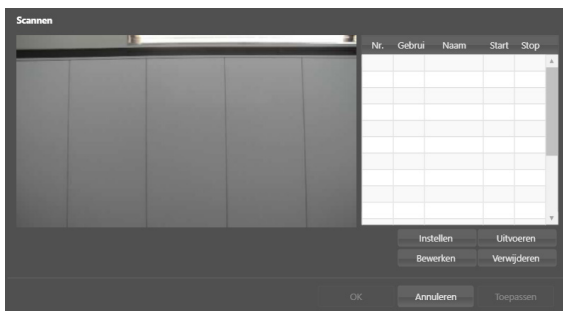 Scannen
Nr. Gebrui Naam Start Stop
Instellen Uitvoeren
Bewerken Verwijderen
OK Annuleren Toepassen